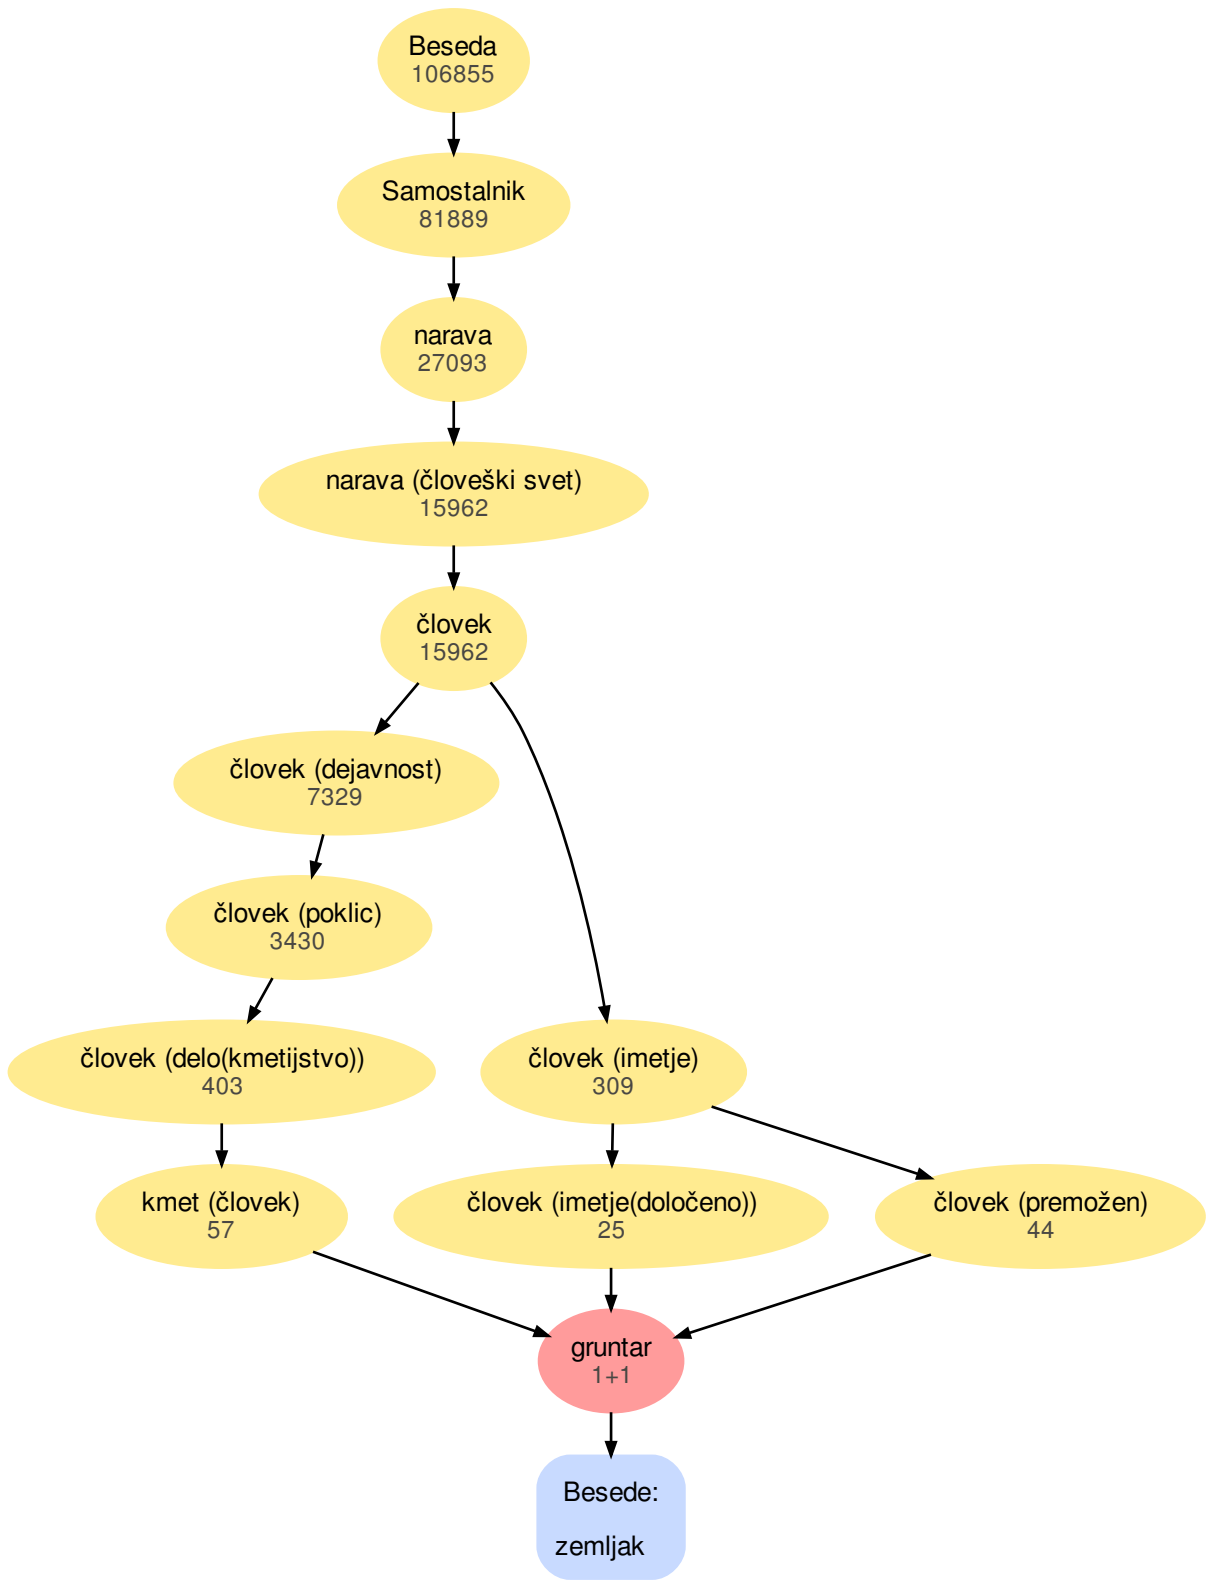 Beseda
106855
Samostalnik
81889
narava
27093
narava (človeški svet)
15962
človek
15962
človek (dejavnost)
7329
človek (poklic)
3430
človek (delo(kmetijstvo))
403
človek (imetje)
309
kmet (človek)
57
človek (imetje(določeno))
25
človek (premožen)
44
gruntar
1+1
Besede:
zemljak